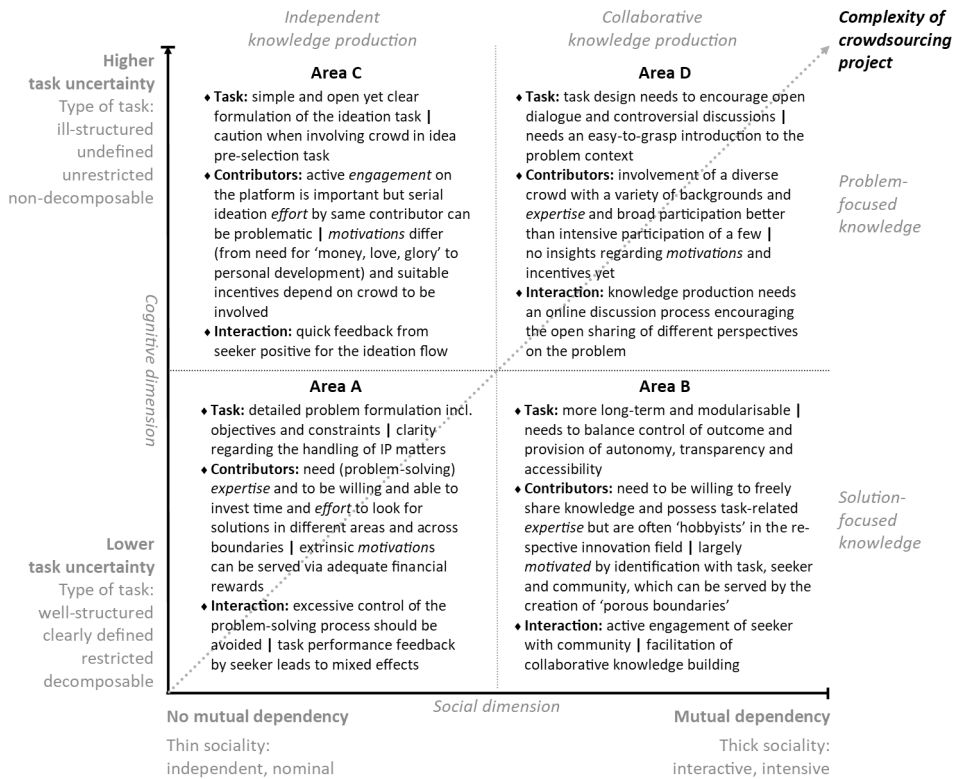 Independent
knowledge production
Collaborative
knowledge production
Complexity of
crowdsourcing
project
Higher
task uncertainty
Type of task:
ill-structured
undefined
unrestricted
non-decomposable
Area C
♦ Task: simple and open yet clear
formulation of the ideation task |
caution when involving crowd in idea
pre-selection task
♦ Contributors: active engagement on
the platform is important but serial
ideation effort by same contributor can
be problematic | motivations differ
(from need for ‘money, love, glory’ to
personal development) and suitable
incentives depend on crowd to be
involved
♦ Interaction: quick feedback from
seeker positive for the ideation flow
Area D
♦ Task: task design needs to encourage open
dialogue and controversial discussions |
needs an easy-to-grasp introduction to the
problem context
♦ Contributors: involvement of a diverse
crowd with a variety of backgrounds and
expertise and broad participation better
than intensive participation of a few |
no insights regarding motivations and
incentives yet
♦ Interaction: knowledge production needs
an online discussion process encouraging
the open sharing of different perspectives
on the problem
Problem-
focused
knowledge
Cognitive dimension
Area A
♦ Task: detailed problem formulation incl.
objectives and constraints | clarity
regarding the handling of IP matters
♦ Contributors: need (problem-solving)
expertise and to be willing and able to
invest time and effort to look for
solutions in different areas and across
boundaries | extrinsic motivations
can be served via adequate financial
rewards
♦ Interaction: excessive control of the
problem-solving process should be
avoided | task performance feedback
by seeker leads to mixed effects
Area B
♦ Task: more long-term and modularisable |
needs to balance control of outcome and
provision of autonomy, transparency and
accessibility
♦ Contributors: need to be willing to freely
share knowledge and possess task-related
expertise but are often ‘hobbyists’ in the re-
spective innovation field | largely
motivated by identification with task, seeker
and community, which can be served by the
creation of ‘porous boundaries’
♦ Interaction: active engagement of seeker
with community | facilitation of
collaborative knowledge building
Solution-
focused
knowledge
Lower
task uncertainty
Type of task:
well-structured
clearly defined
restricted
decomposable
Social dimension
No mutual dependency
Thin sociality:
independent, nominal
Mutual dependency
Thick sociality:
interactive, intensive